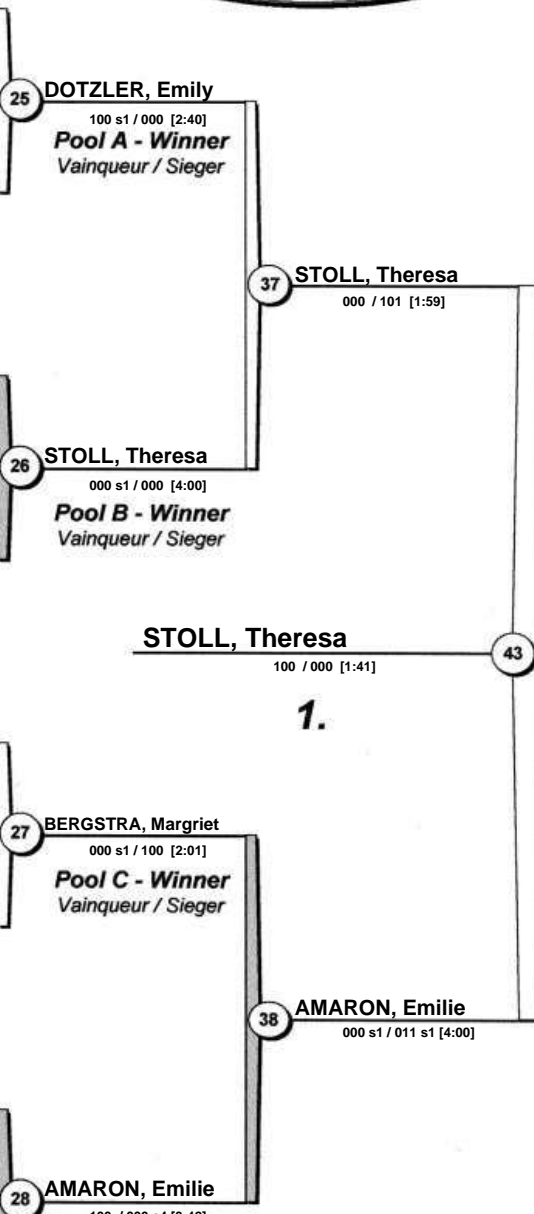 25 DOTZLER, Emily
100 s1 / 000 [2:40]
Pool A - Winner
Vainqueur / Sieger
37 STOLL, Theresa
000 / 101 [1:59]
26 STOLL, Theresa
000 s1 / 000 [4:00]
Pool B - Winner
Vainqueur / Sieger
STOLL, Theresa 43
100 / 000 [1:41]
1.
27 BERGSTRA, Margriet
000 s1 / 100 [2:01]
Pool C - Winner
Vainqueur / Sieger
38 AMARON, Emilie
000 s1 / 011 s1 [4:00]
28 AMARON, Emilie